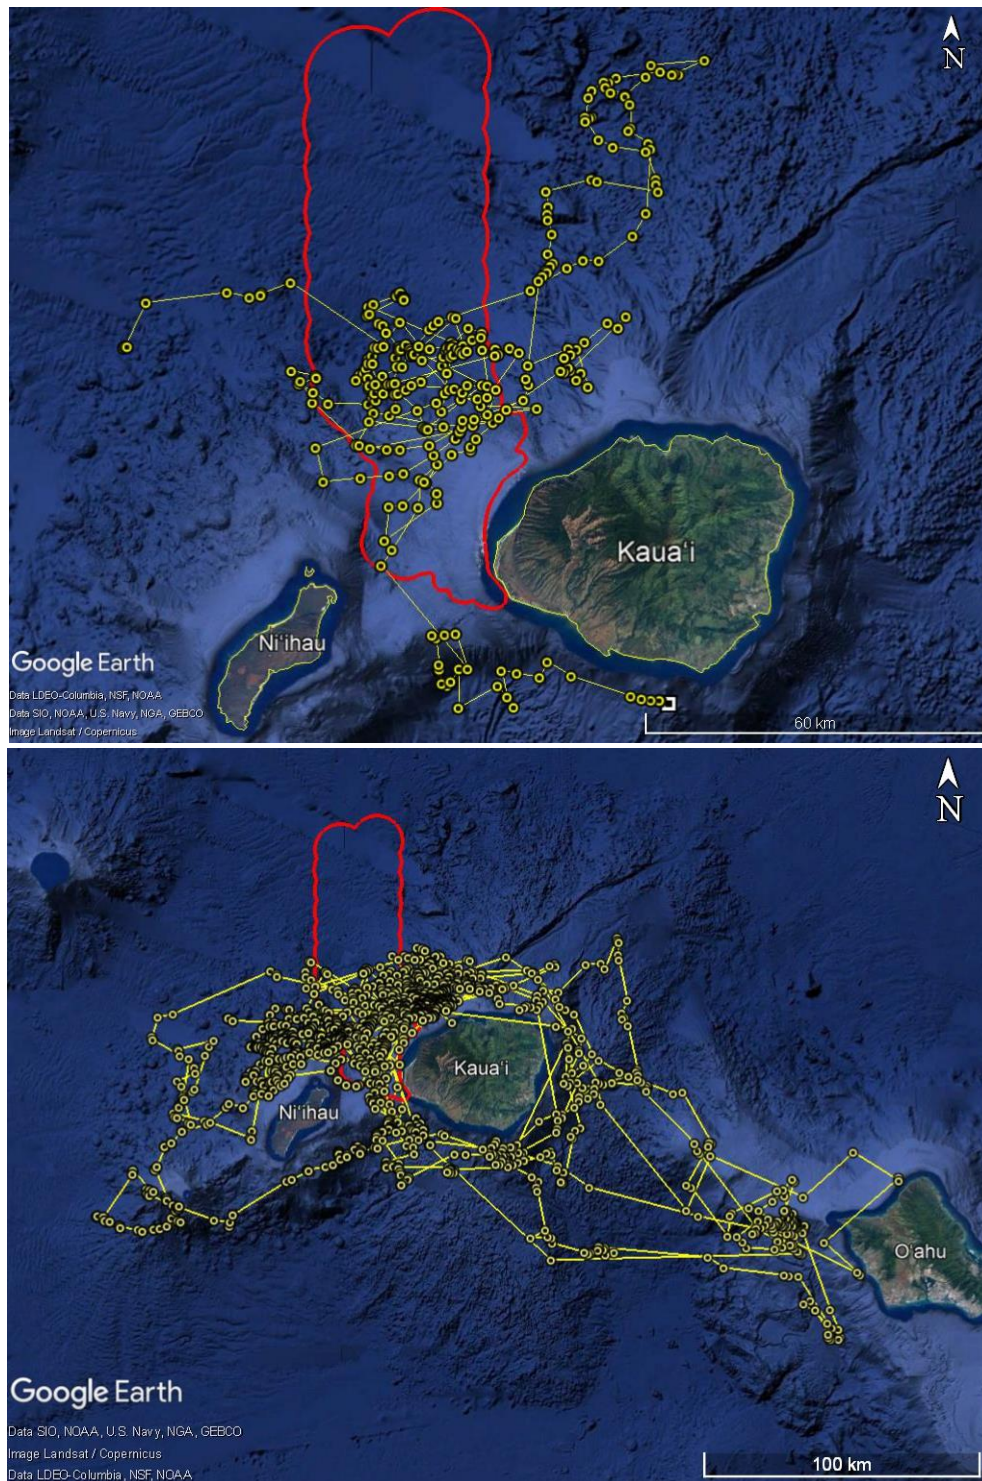 N
Kaua'i
Ni'ihau
Google Earth
Data LDEO-Columbia, NSF, NOAA
Data SIO, NOAA, U.S. Navy, NGA, GEBCO
Image Landsat / Copernicus
60 km
N
Kaua'i
Ni'ihau
O'ahu
Google Earth
Data SIO, NOAA, U.S. Navy, NGA, GEBCO
Image Landsat / Copernicus
Data LDEO-Columbia, NSF, NOAA
100 km